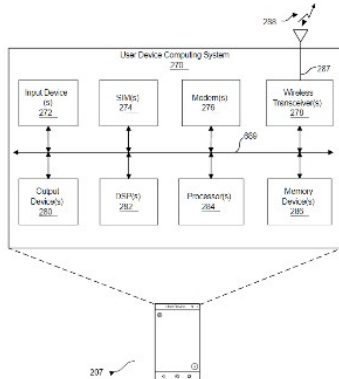 288
User Device Computing System
270
287
Input Device
(s)
272
SIM(s)
274
Modem(s)
276
Wireless
Transceiver(s)
278
289
Output
Device(s)
280
DSP(s)
282
Processor(s)
284
Memory
Device(s)
286
207